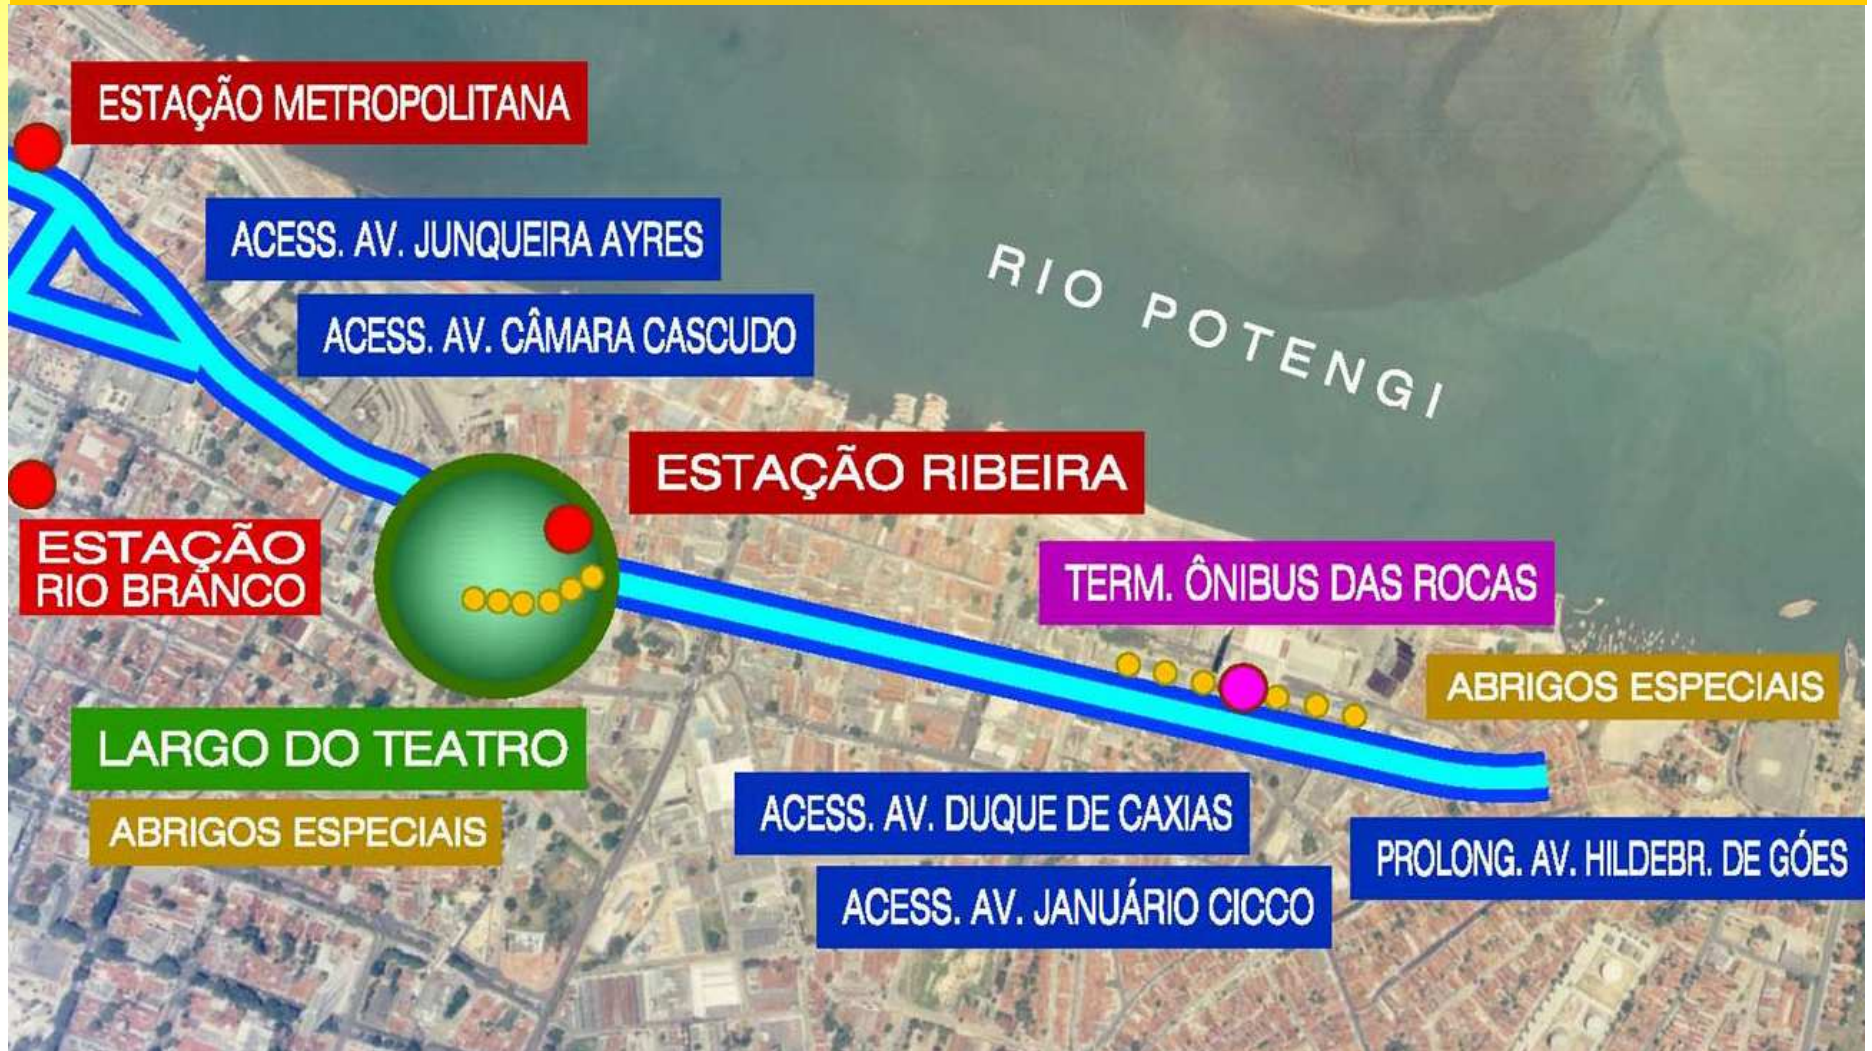 ESTAÇÃO METROPOLITANA
ACESS. AV. JUNQUEIRA AYRES
ACESS. AV. CÂMARA CASCUDO
RIO POTENGI
ESTAÇÃO RIBEIRA
ESTAÇÃO
RIO BRANCO
TERM. ÔNIBUS DAS ROCAS
ABRIGOS ESPECIAIS
LARGO DO TEATRO
ABRIGOS ESPECIAIS
ACESS. AV. DUQUE DE CAXIAS
PROLONG. AV. HILDEBR. DE GÓES
ACESS. AV. JANUÁRIO CICCO